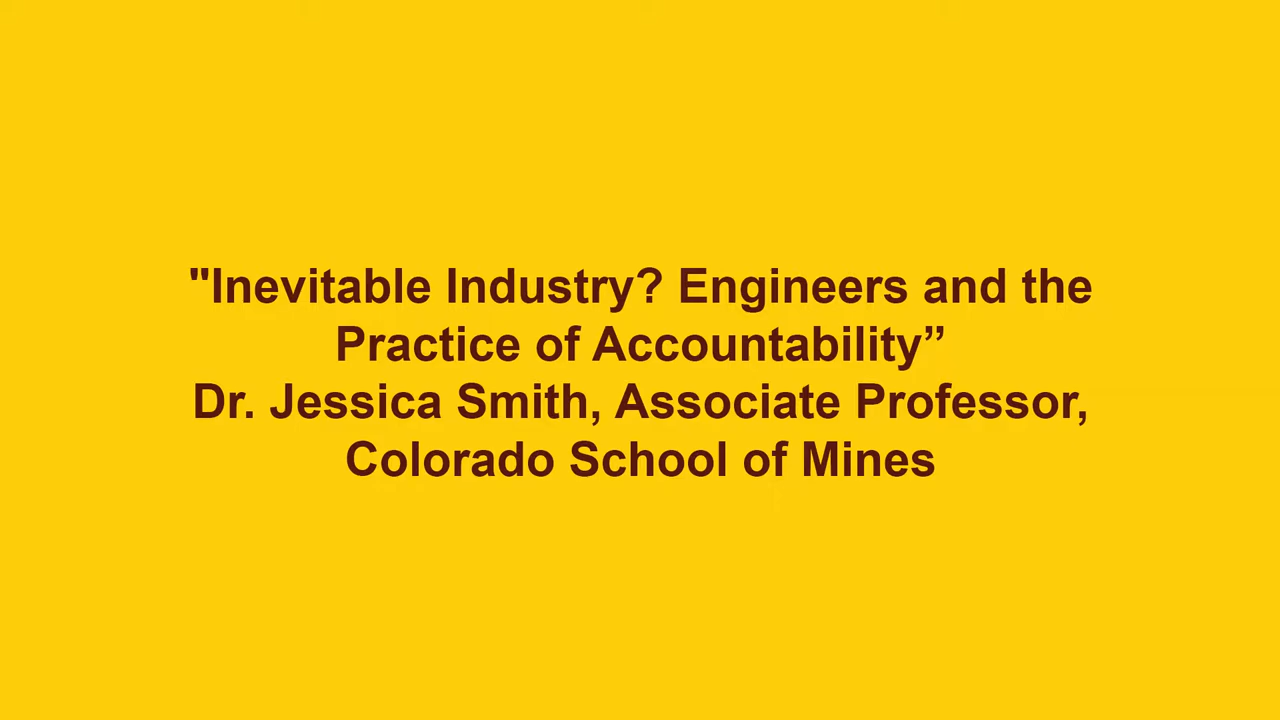 "Inevitable Industry? Engineers and the
Practice of Accountability”
Dr. Jessica Smith, Associate Professor,
Colorado School of Mines